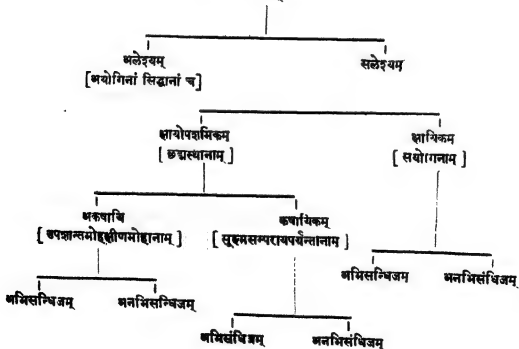 अलेश्यम्
[अयोगिनां सिद्धानां च]
सलेश्यम्
क्षायोपशमिकम्
[छद्मस्थानाम्]
क्षायिकम्
[सयोगिनाम्]
अकषायि
[उपशान्तमोहक्षीणमोहानाम्]
कषायिकम्
[सूक्ष्मसम्परायपर्यन्तानाम्]
अभिसन्धिजम्
अनभिसन्धिजम्
अभिसंधिजम्
अनभिसंधिजम्
अभिसंधिजम्
अनभिसंधिजम्